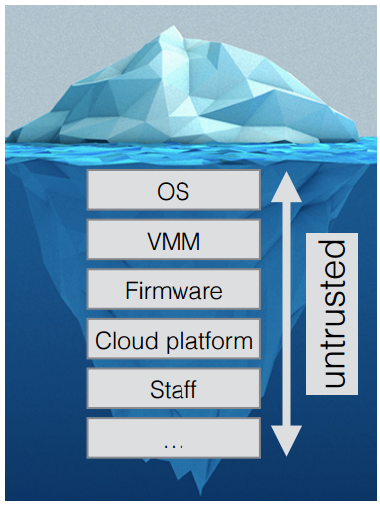 OS
VMM
Firmware
Cloud platform
Staff
...
untrusted